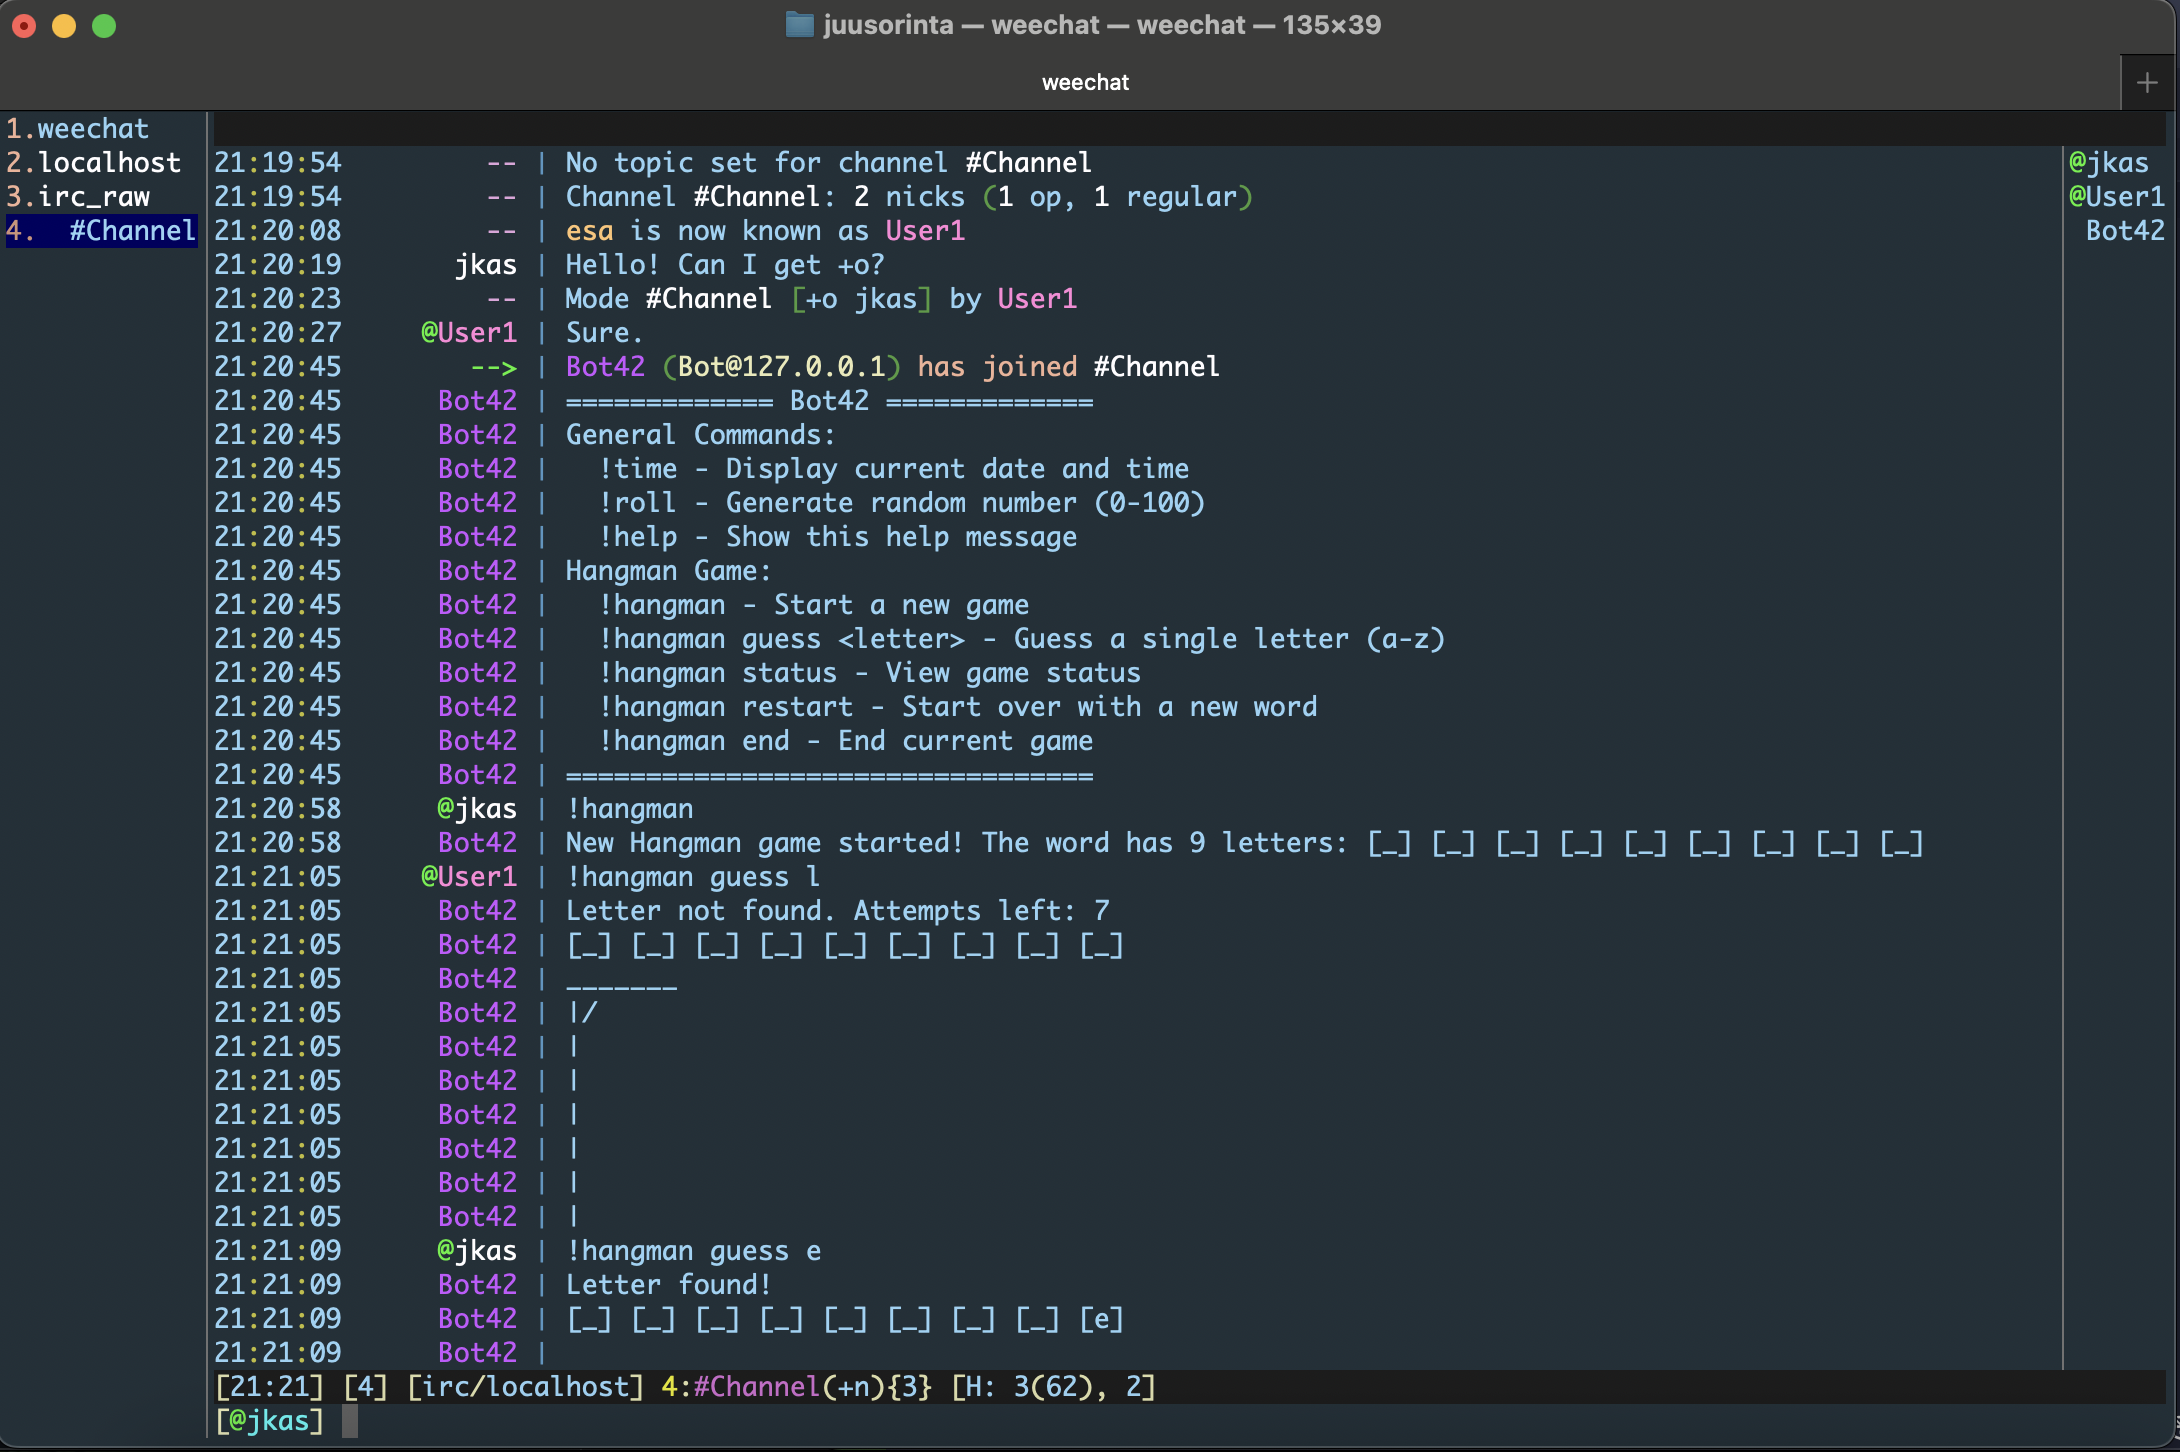 juusorinta — weechat — weechat — 135×39
weechat
+
1.weechat
2.localhost
3.irc_raw
4.  #Channel
21:19:54 -- | No topic set for channel #Channel
21:19:54 -- | Channel #Channel: 2 nicks (1 op, 1 regular)
21:20:08 -- | esa is now known as User1
21:20:19 jkas | Hello! Can I get +o?
21:20:23 -- | Mode #Channel [+o jkas] by User1
21:20:27 @User1 | Sure.
21:20:45 --> | Bot42 (Bot@127.0.0.1) has joined #Channel
21:20:45 Bot42 | ============= Bot42 =============
21:20:45 Bot42 | General Commands:
21:20:45 Bot42 |   !time - Display current date and time
21:20:45 Bot42 |   !roll - Generate random number (0-100)
21:20:45 Bot42 |   !help - Show this help message
21:20:45 Bot42 | Hangman Game:
21:20:45 Bot42 |   !hangman - Start a new game
21:20:45 Bot42 |   !hangman guess <letter> - Guess a single letter (a-z)
21:20:45 Bot42 |   !hangman status - View game status
21:20:45 Bot42 |   !hangman restart - Start over with a new word
21:20:45 Bot42 |   !hangman end - End current game
21:20:45 Bot42 | =================================
21:20:58 @jkas | !hangman
21:20:58 Bot42 | New Hangman game started! The word has 9 letters: [_] [_] [_] [_] [_] [_] [_] [_] [_]
21:21:05 @User1 | !hangman guess l
21:21:05 Bot42 | Letter not found. Attempts left: 7
21:21:05 Bot42 | [_] [_] [_] [_] [_] [_] [_] [_] [_]
21:21:05 Bot42 | _______
21:21:05 Bot42 | |/
21:21:05 Bot42 | |
21:21:05 Bot42 | |
21:21:05 Bot42 | |
21:21:05 Bot42 | |
21:21:05 Bot42 | |
21:21:05 Bot42 | |
21:21:09 @jkas | !hangman guess e
21:21:09 Bot42 | Letter found!
21:21:09 Bot42 | [_] [_] [_] [_] [_] [_] [_] [_] [e]
21:21:09 Bot42 |
@jkas
@User1
Bot42
[21:21] [4] [irc/localhost] 4:#Channel(+n){3} [H: 3(62), 2]
[@jkas]